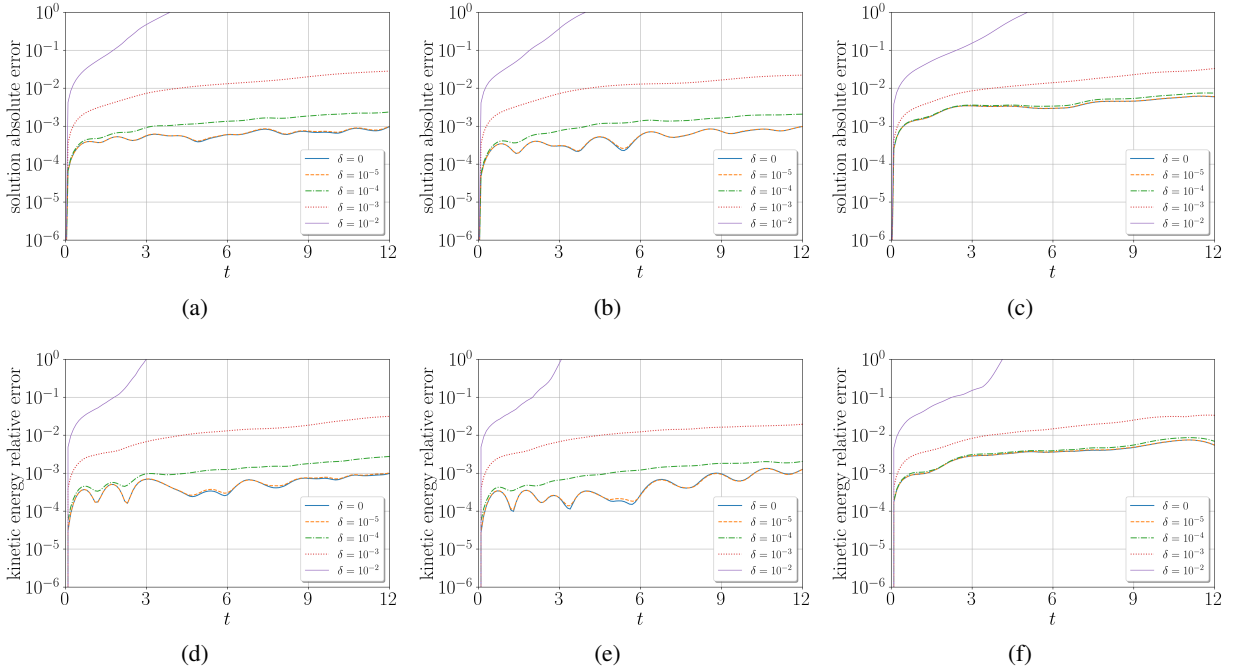 solution absolute error
10^0
10^-1
10^-2
10^-3
10^-4
10^-5
10^-6
0 3 6 9 12
t
δ = 0
δ = 10^-5
δ = 10^-4
δ = 10^-3
δ = 10^-2
(a)
solution absolute error
10^0
10^-1
10^-2
10^-3
10^-4
10^-5
10^-6
0 3 6 9 12
t
δ = 0
δ = 10^-5
δ = 10^-4
δ = 10^-3
δ = 10^-2
(b)
solution absolute error
10^0
10^-1
10^-2
10^-3
10^-4
10^-5
10^-6
0 3 6 9 12
t
δ = 0
δ = 10^-5
δ = 10^-4
δ = 10^-3
δ = 10^-2
(c)
kinetic energy relative error
10^0
10^-1
10^-2
10^-3
10^-4
10^-5
10^-6
0 3 6 9 12
t
δ = 0
δ = 10^-5
δ = 10^-4
δ = 10^-3
δ = 10^-2
(d)
kinetic energy relative error
10^0
10^-1
10^-2
10^-3
10^-4
10^-5
10^-6
0 3 6 9 12
t
δ = 0
δ = 10^-5
δ = 10^-4
δ = 10^-3
δ = 10^-2
(e)
kinetic energy relative error
10^0
10^-1
10^-2
10^-3
10^-4
10^-5
10^-6
0 3 6 9 12
t
δ = 0
δ = 10^-5
δ = 10^-4
δ = 10^-3
δ = 10^-2
(f)